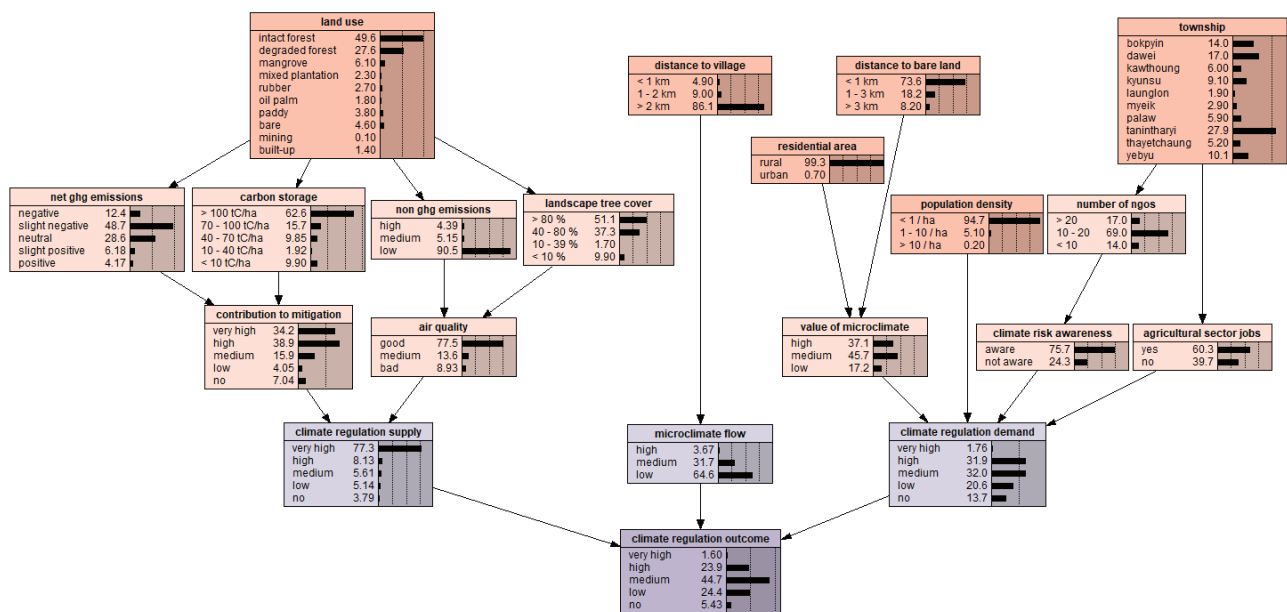 land use
intact forest 49.6
degraded forest 27.6
mangrove 6.10
mixed plantation 2.30
rubber 2.70
oil palm 1.80
paddy 3.80
bare 4.60
mining 0.10
built-up 1.40
distance to village
< 1 km 4.90
1 - 2 km 9.00
> 2 km 86.1
distance to bare land
< 1 km 73.6
1 - 3 km 18.2
> 3 km 8.20
township
bokpyin 14.0
dawei 17.0
kawthoung 6.00
kyunsu 9.10
launglon 1.90
myeik 2.90
palaw 5.90
tanintharyi 27.9
thayetchaung 5.20
yebyu 10.1
residential area
rural 99.3
urban 0.70
net ghg emissions
negative 12.4
slight negative 48.7
neutral 28.6
slight positive 6.18
positive 4.17
carbon storage
> 100 tC/ha 62.6
70 - 100 tC/ha 15.7
40 - 70 tC/ha 9.85
10 - 40 tC/ha 1.92
< 10 tC/ha 9.90
non ghg emissions
high 4.39
medium 5.15
low 90.5
landscape tree cover
> 80 % 51.1
40 - 80 % 37.3
10 - 39 % 1.70
< 10 % 9.90
population density
< 1 / ha 94.7
1 - 10 / ha 5.10
> 10 / ha 0.20
number of ngos
> 20 17.0
10 - 20 69.0
< 10 14.0
contribution to mitigation
very high 34.2
high 38.9
medium 15.9
low 4.05
no 7.04
air quality
good 77.5
medium 13.6
bad 8.93
value of microclimate
high 37.1
medium 45.7
low 17.2
climate risk awareness
aware 75.7
not aware 24.3
agricultural sector jobs
yes 60.3
no 39.7
climate regulation supply
very high 77.3
high 8.13
medium 5.61
low 5.14
no 3.79
microclimate flow
high 3.67
medium 31.7
low 64.6
climate regulation demand
very high 1.76
high 31.9
medium 32.0
low 20.6
no 13.7
climate regulation outcome
very high 1.60
high 23.9
medium 44.7
low 24.4
no 5.43